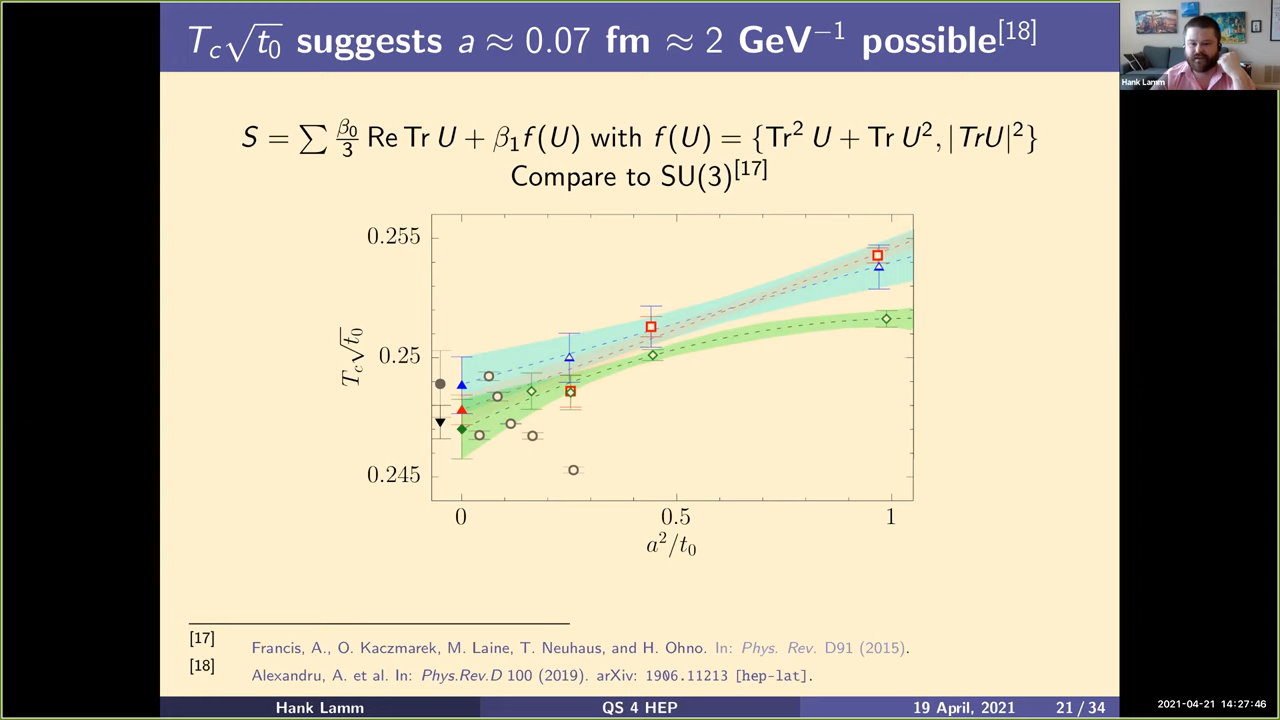 T_c√t_0 suggests a ≈ 0.07 fm ≈ 2 GeV⁻¹ possible[18]
Hank Lamm
S = ∑ β_0/3 Re Tr U + β_1 f(U) with f(U) = {Tr² U + Tr U², |TrU|²}
Compare to SU(3)[17]
0.255
0.25
0.245
T_c√t_0
0 0.5 1
a²/t_0
[17] Francis, A., O. Kaczmarek, M. Laine, T. Neuhaus, and H. Ohno. In: Phys. Rev. D91 (2015).
[18] Alexandru, A. et al. In: Phys.Rev.D 100 (2019). arXiv: 1906.11213 [hep-lat].
Hank Lamm QS 4 HEP 19 April, 2021 21 / 34
2021-04-21 14:27:46